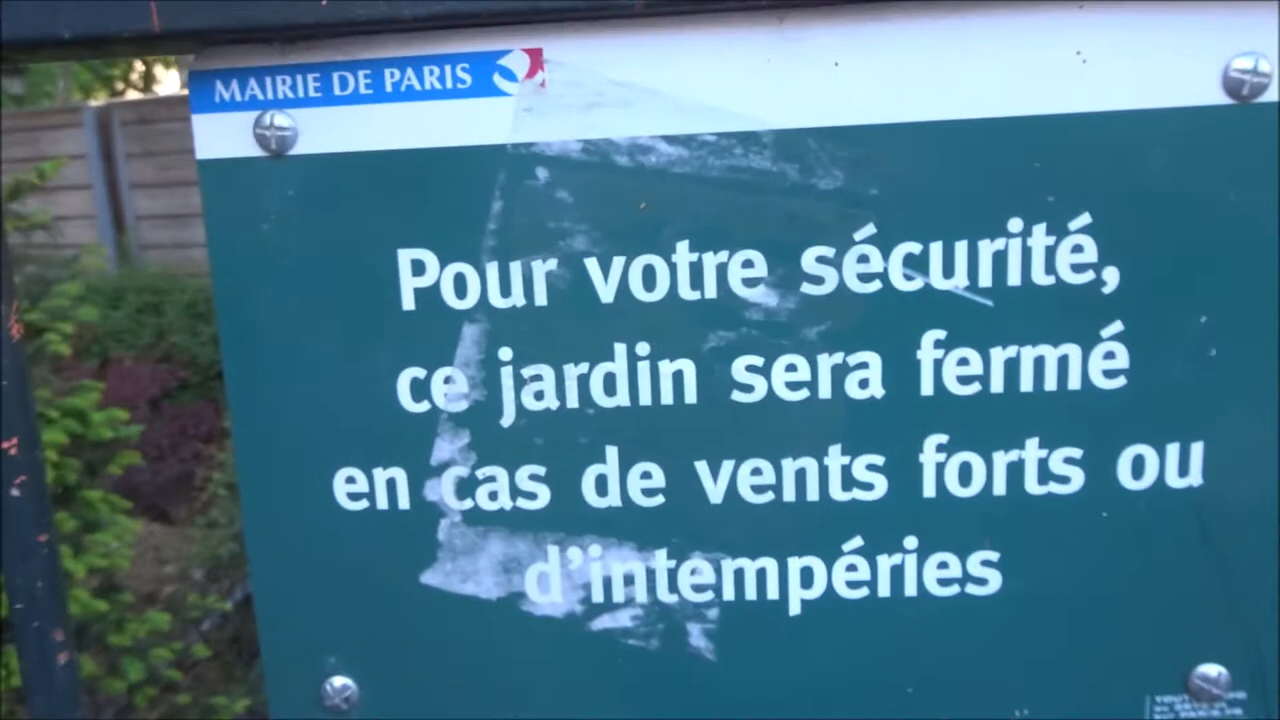 MAIRIE DE PARIS
Pour votre sécurité,
ce jardin sera fermé
en cas de vents forts ou
d'intempéries